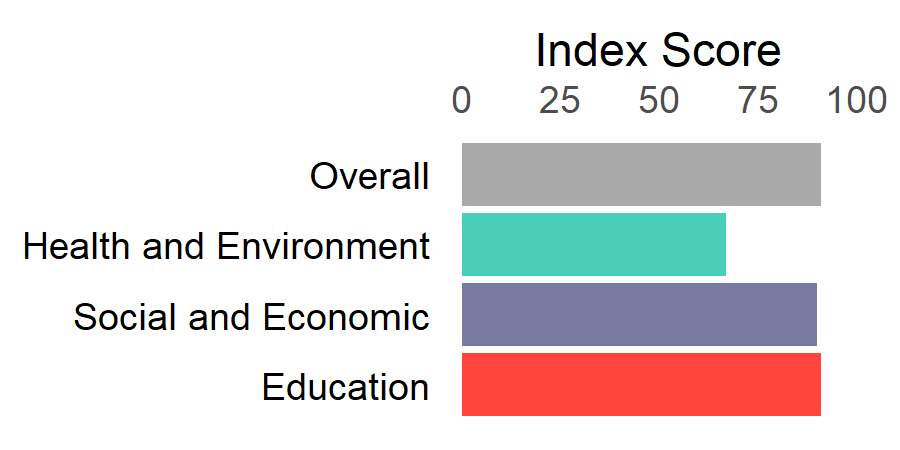 Index Score
0 25 50 75 100
Overall
Health and Environment
Social and Economic
Education